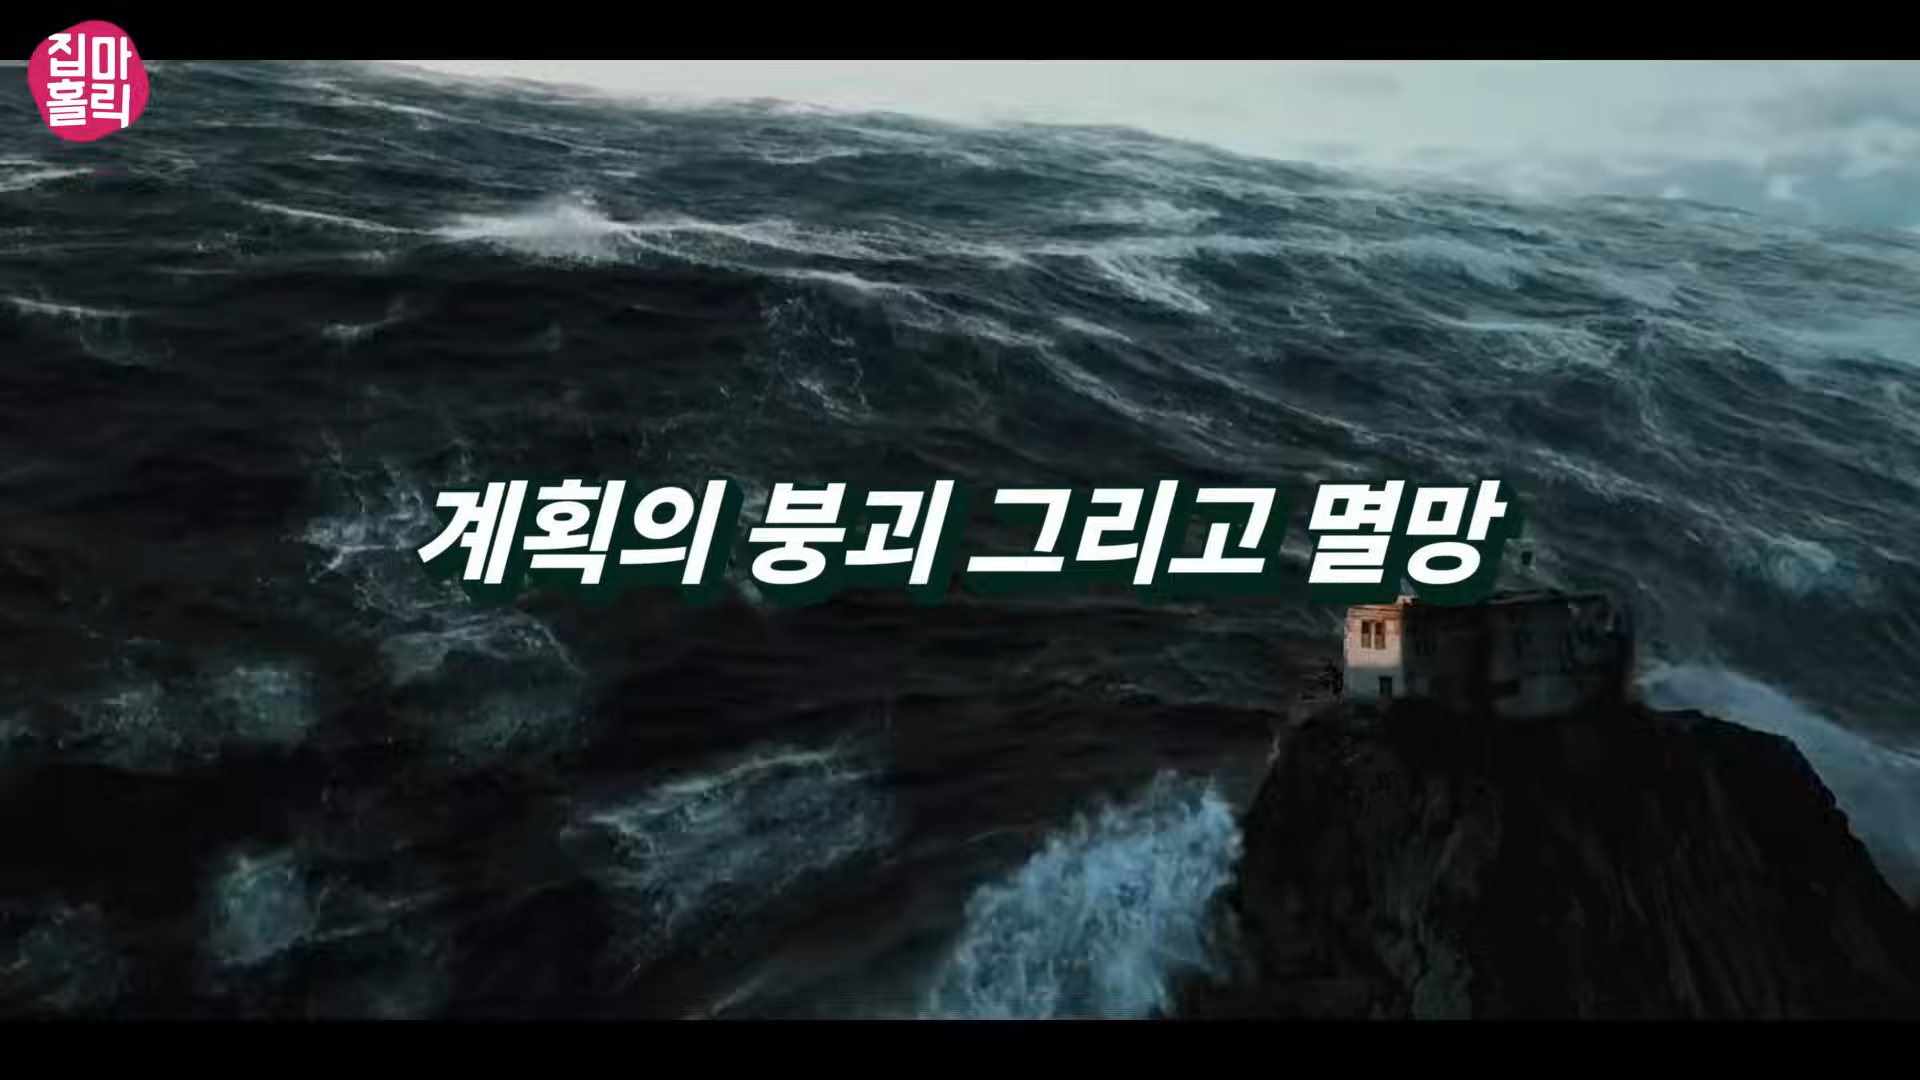 집마
홀릭
계획의 붕괴 그리고 멸망